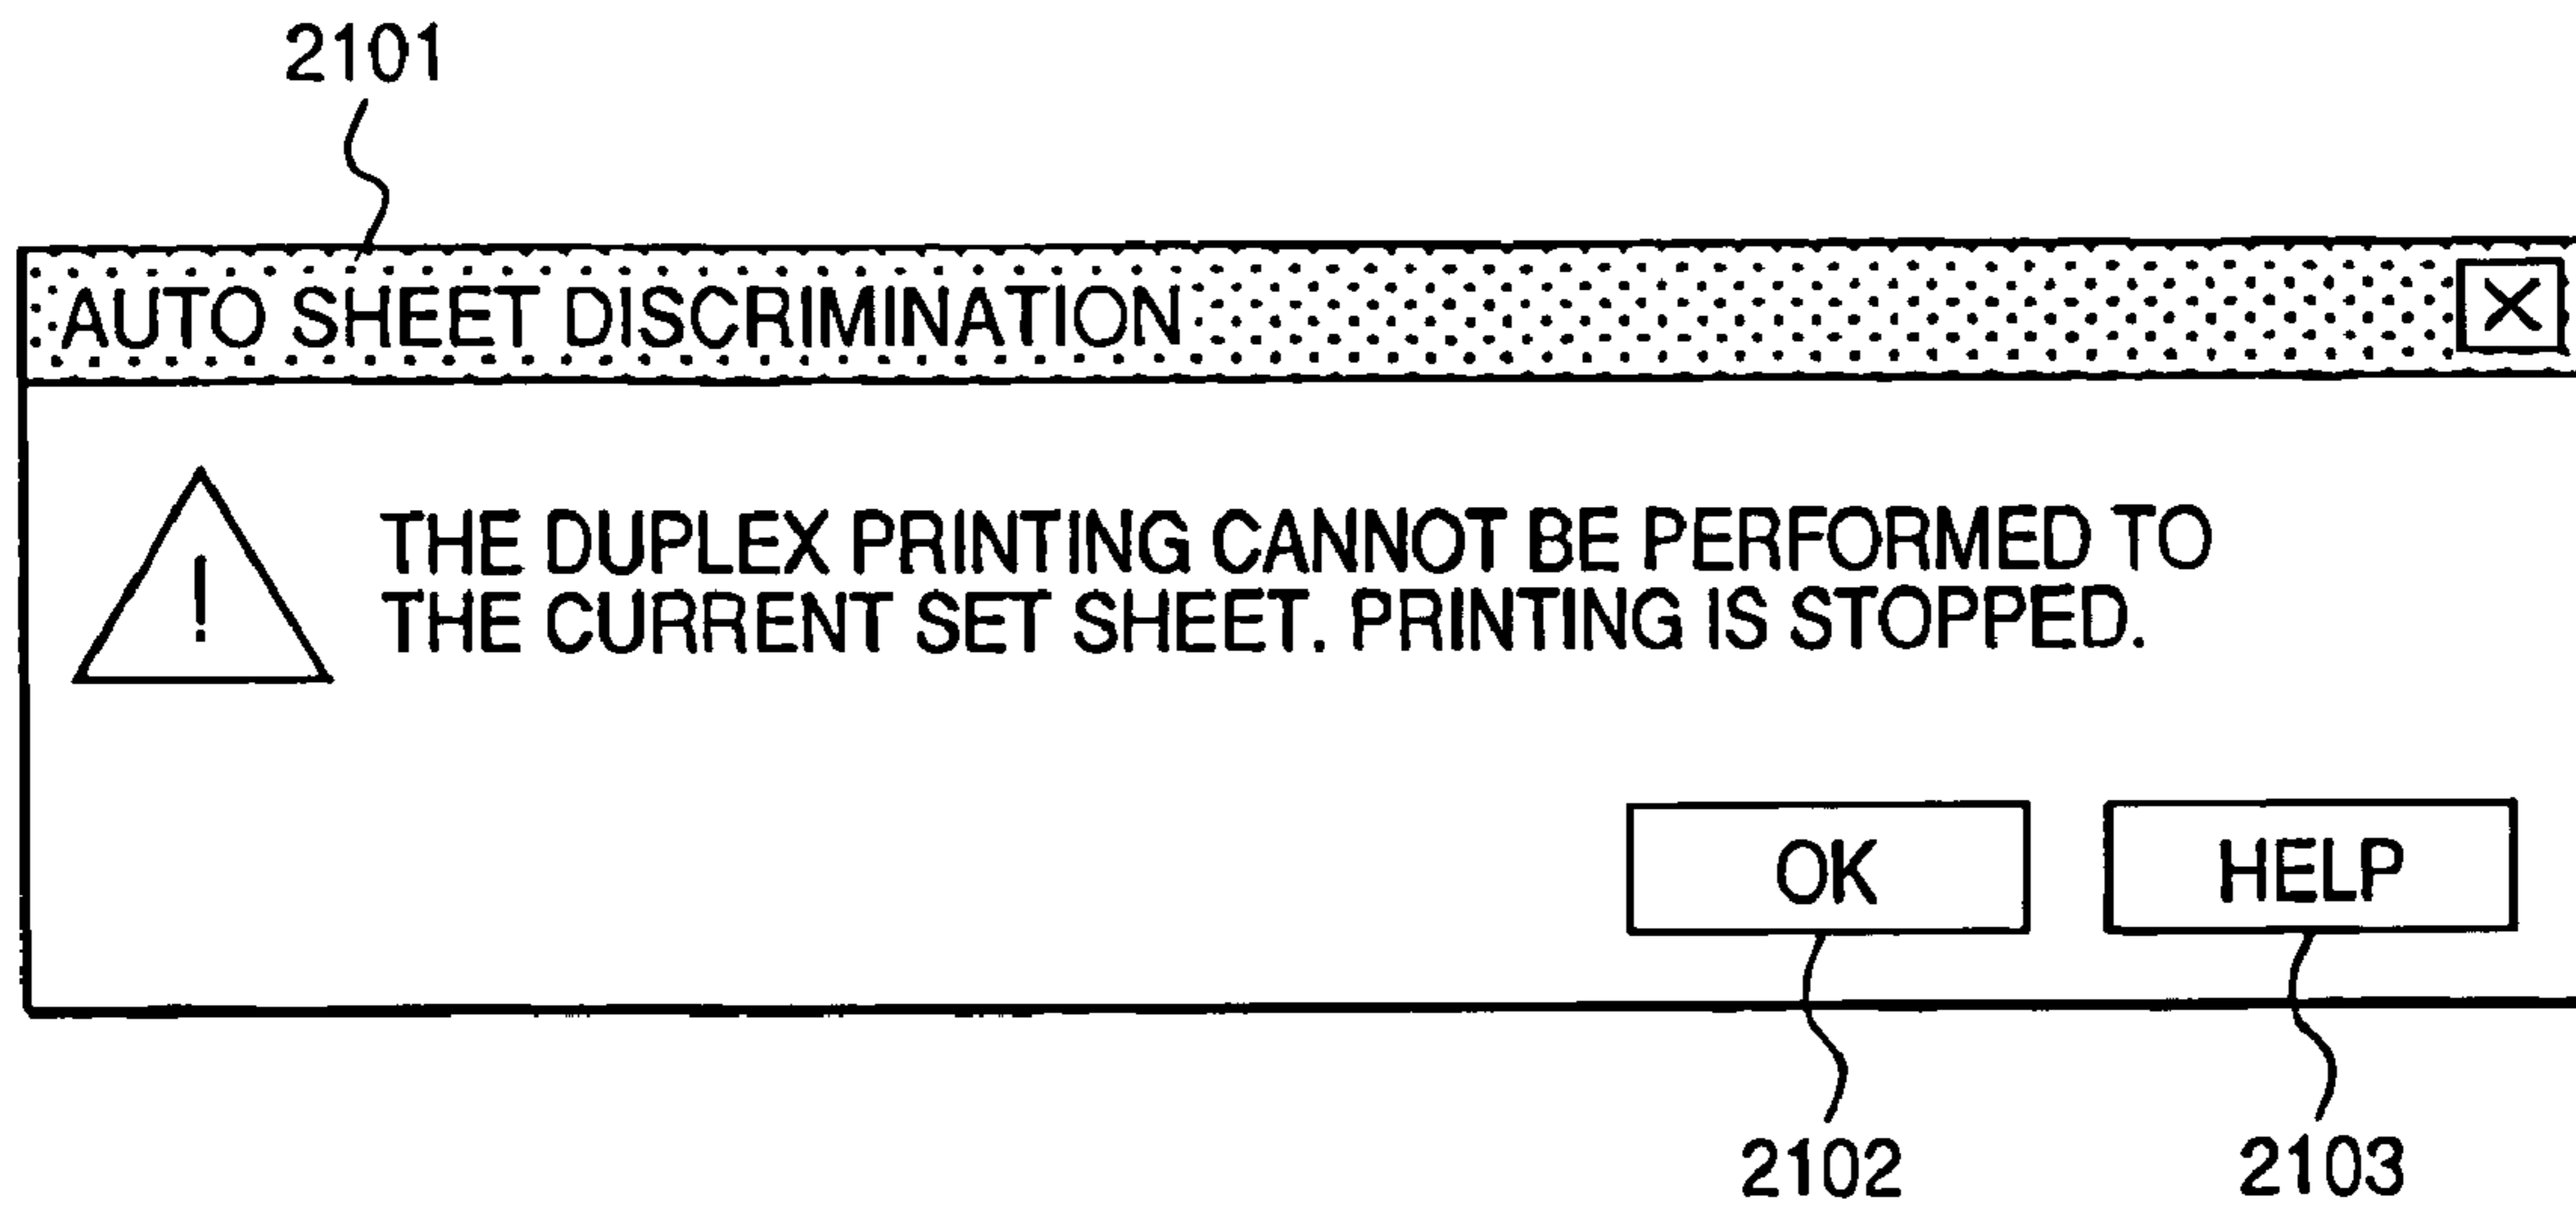 2101
AUTO SHEET DISCRIMINATION
!
THE DUPLEX PRINTING CANNOT BE PERFORMED TO
THE CURRENT SET SHEET. PRINTING IS STOPPED.
OK HELP
2102 2103